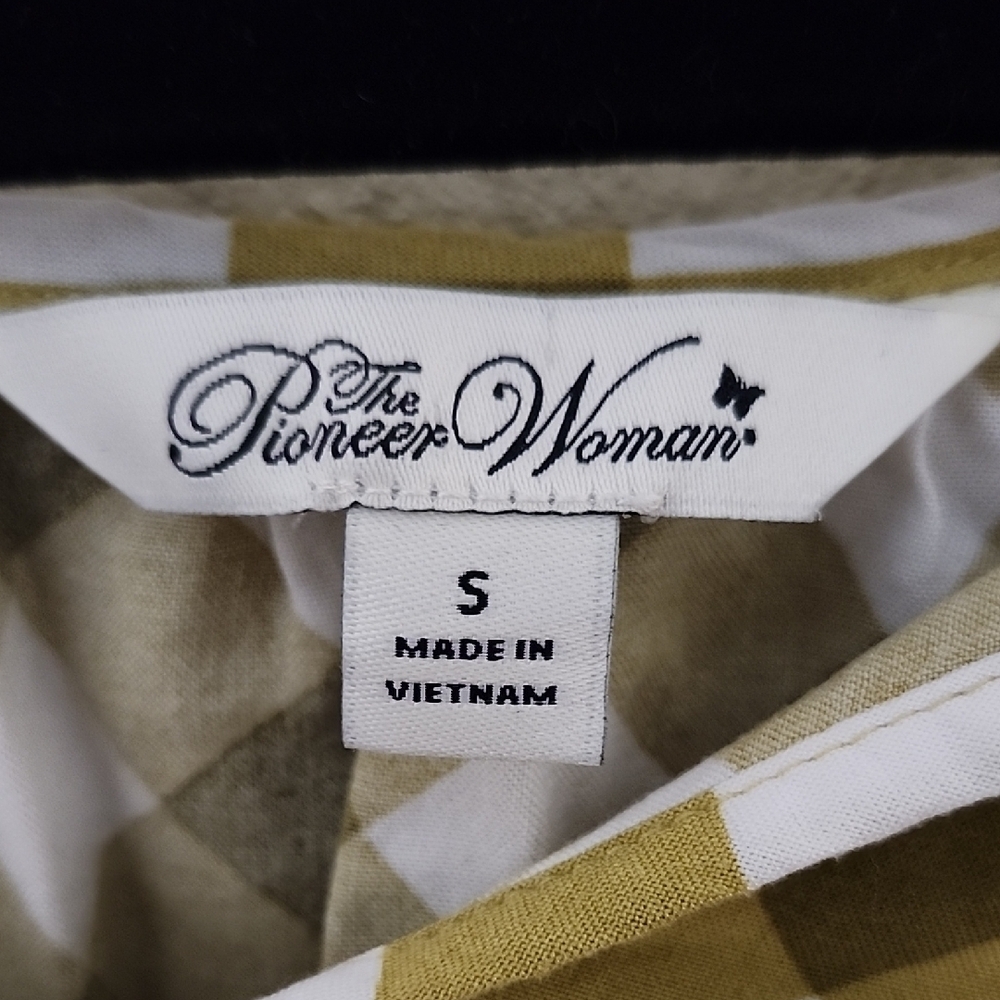 The
Pioneer Woman
S
MADE IN
VIETNAM